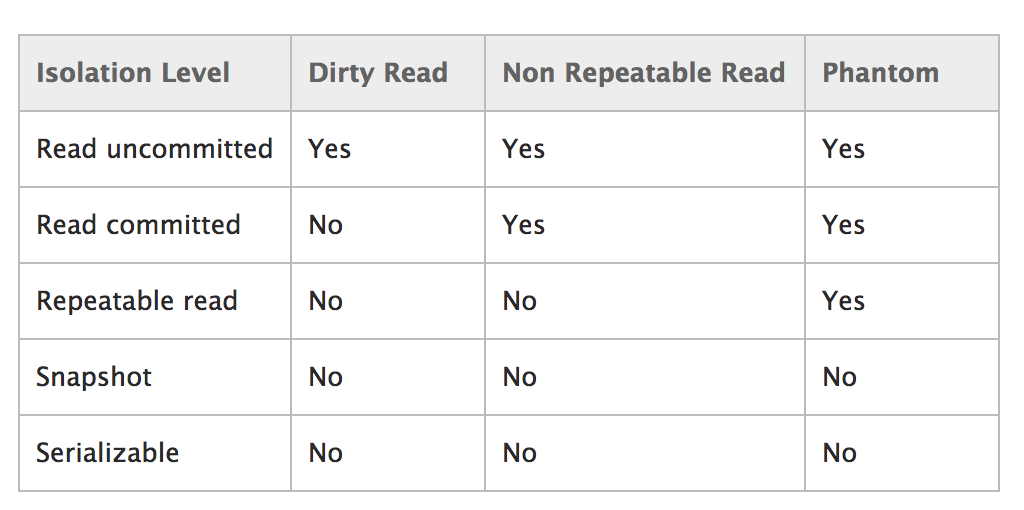 Isolation Level Dirty Read Non Repeatable Read Phantom
Read uncommitted Yes Yes Yes
Read committed No Yes Yes
Repeatable read No No Yes
Snapshot No No No
Serializable No No No